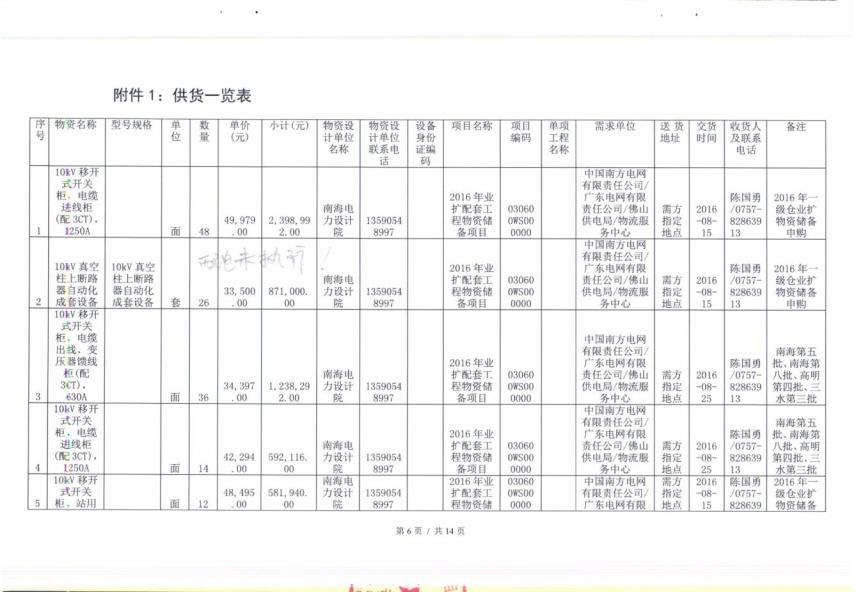 附件 1：供货一览表
序号 物资名称 型号规格 单位 数量 单价(元) 小计(元) 物资设计单位名称 物资设计单位联系电话 设备身份证编码 项目名称 项目编码 单项工程名称 需求单位 送货地址 交货时间 收货人及联系电话 备注
1 10kV 移开式开关柜，电缆进线柜(配 3CT)，1250A 面 48 49,979.00 2,398,992.00 南海电力设计院 13590548997 2016 年业扩配套工程物资储备项目 030600WS000000 中国南方电网有限责任公司/广东电网有限责任公司/佛山供电局/物流服务中心 需方指定地点 2016-08-15 陈国勇/0757-82863913 2016 年一级仓业扩物资储备申购
2 10kV 真空柱上断路器自动化成套设备 10kV 真空柱上断路器自动化成套设备 套 26 33,500.00 871,000.00 南海电力设计院 13590548997 2016 年业扩配套工程物资储备项目 030600WS000000 中国南方电网有限责任公司/广东电网有限责任公司/佛山供电局/物流服务中心 需方指定地点 2016-08-15 陈国勇/0757-82863913 2016 年一级仓业扩物资储备申购
3 10kV 移开式开关柜，电缆出线、变压器馈线柜(配 3CT)，630A 面 36 34,397.00 1,238,292.00 南海电力设计院 13590548997 2016 年业扩配套工程物资储备项目 030600WS000000 中国南方电网有限责任公司/广东电网有限责任公司/佛山供电局/物流服务中心 需方指定地点 2016-08-25 陈国勇/0757-82863913 南海第五批、南海第八批、高明第四批、三水第三批
4 10kV 移开式开关柜，电缆进线柜(配 3CT)，1250A 面 14 42,294.00 592,116.00 南海电力设计院 13590548997 2016 年业扩配套工程物资储备项目 030600WS000000 中国南方电网有限责任公司/广东电网有限责任公司/佛山供电局/物流服务中心 需方指定地点 2016-08-25 陈国勇/0757-82863913 南海第五批、南海第八批、高明第四批、三水第三批
5 10kV 移开式开关柜，站用 面 12 48,495.00 581,940.00 南海电力设计院 13590548997 2016 年业扩配套工程物资储 030600WS000000 中国南方电网有限责任公司/广东电网有限 需方指定地点 2016-08-15 陈国勇/0757-828639 2016 年一级仓业扩物资储备
第 6 页 / 共 14 页